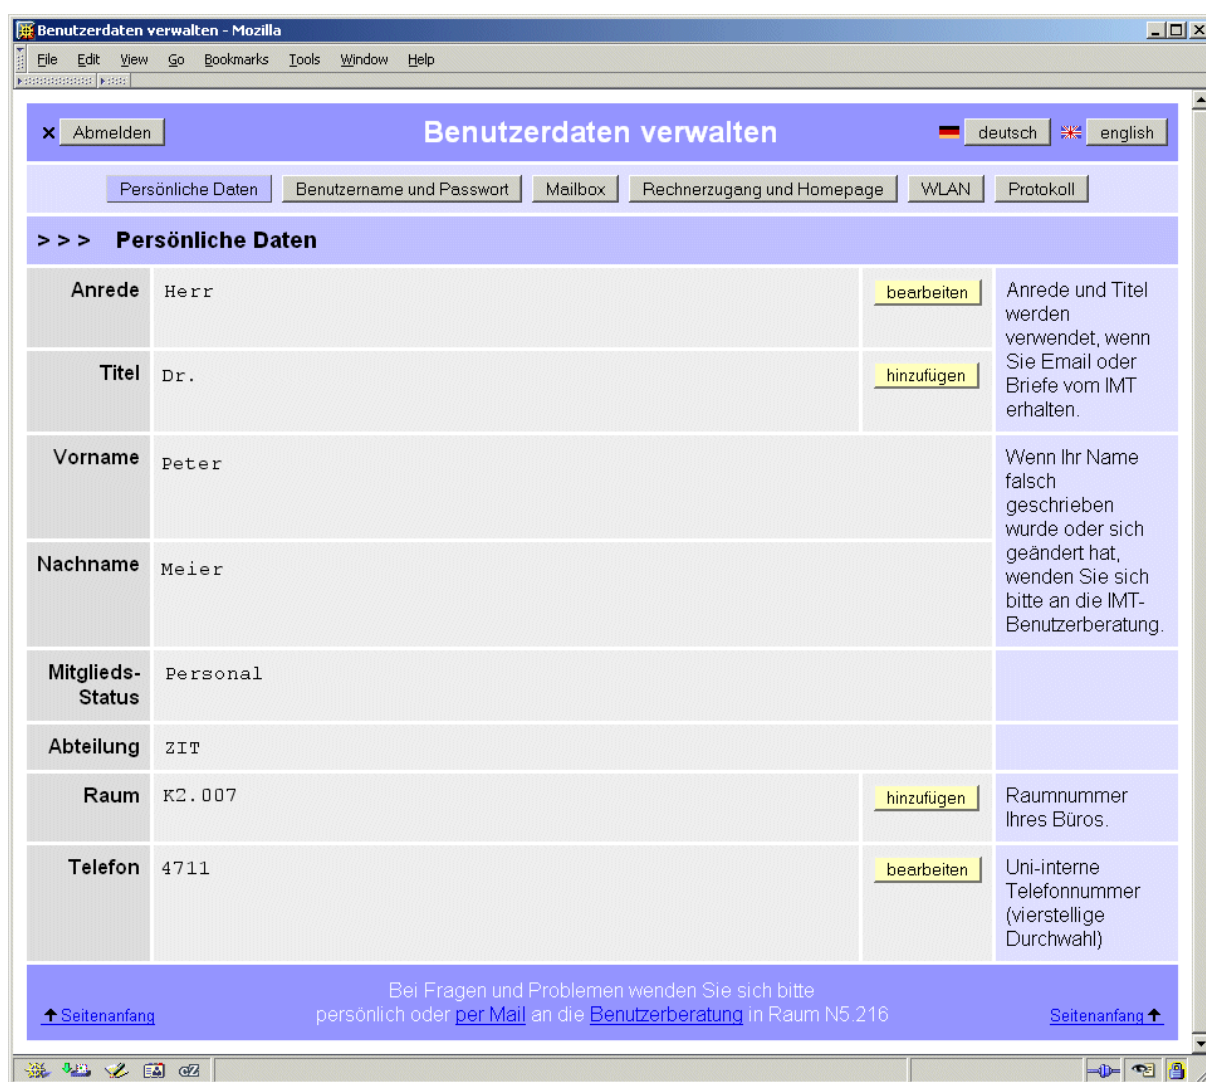 Benutzerdaten verwalten - Mozilla
File Edit View Go Bookmarks Tools Window Help
× Abmelden
Benutzerdaten verwalten
deutsch
english
Persönliche Daten
Benutzername und Passwort
Mailbox
Rechnerzugang und Homepage
WLAN
Protokoll
> > > Persönliche Daten
Anrede
Herr
bearbeiten
Titel
Dr.
hinzufügen
Anrede und Titel
werden
verwendet, wenn
Sie Email oder
Briefe vom IMT
erhalten.
Vorname
Peter
Nachname
Meier
Wenn Ihr Name
falsch
geschrieben
wurde oder sich
geändert hat,
wenden Sie sich
bitte an die IMT-
Benutzerberatung.
Mitglieds-
Status
Personal
Abteilung
ZIT
Raum
K2.007
hinzufügen
Raumnummer
Ihres Büros.
Telefon
4711
bearbeiten
Uni-interne
Telefonnummer
(vierstellige
Durchwahl)
Bei Fragen und Problemen wenden Sie sich bitte
persönlich oder per Mail an die Benutzerberatung in Raum N5.216
Seitenanfang
Seitenanfang
cZ